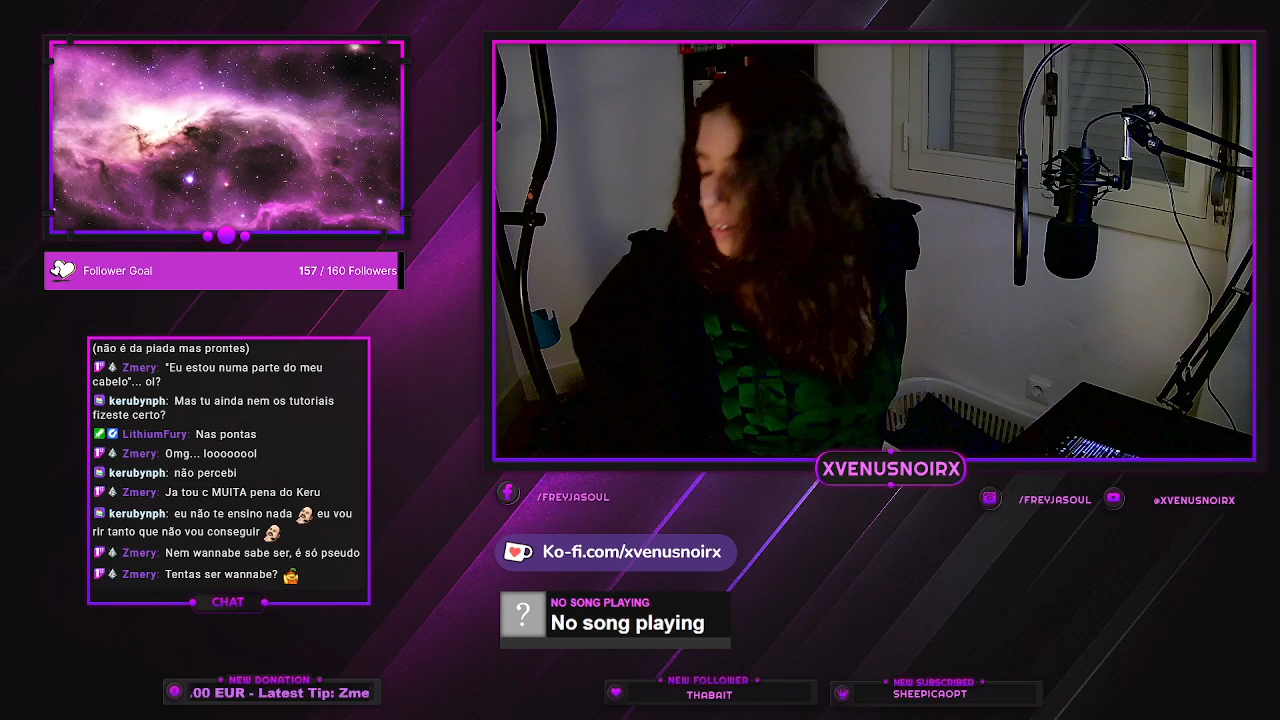 Follower Goal 157 / 160 Followers
(não é da piada mas prontes)
Zmery: "Eu estou numa parte do meu
cabelo"... ol?
kerubynph: Mas tu ainda nem os tutoriais
fizeste certo?
LithiumFury: Nas pontas
Zmery: Omg... looooool
kerubynph: não percebi
Zmery: Ja tou c MUITA pena do Keru
kerubynph: eu não te ensino nada eu vou
rir tanto que não vou conseguir
Zmery: Nem wannabe sabe ser, é só pseudo
Zmery: Tentas ser wannabe?
CHAT
XVENUSNOIRX
/FREYJASOUL
/FREYJASOUL
@XVENUSNOIRX
Ko-fi.com/xvenusnoirx
?
NO SONG PLAYING
No song playing
NEW DONATION
.00 EUR - Latest Tip: Zme
NEW FOLLOWER
THABAIT
NEW SUBSCRIBED
SHEEPICAOPT